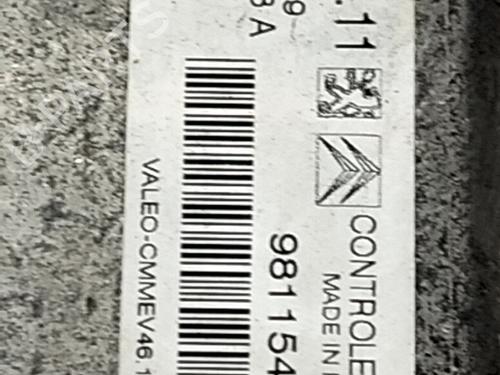 .11
9
3 A
CONTROLE
MADE IN
981154
VALEO-CMMEV46.1